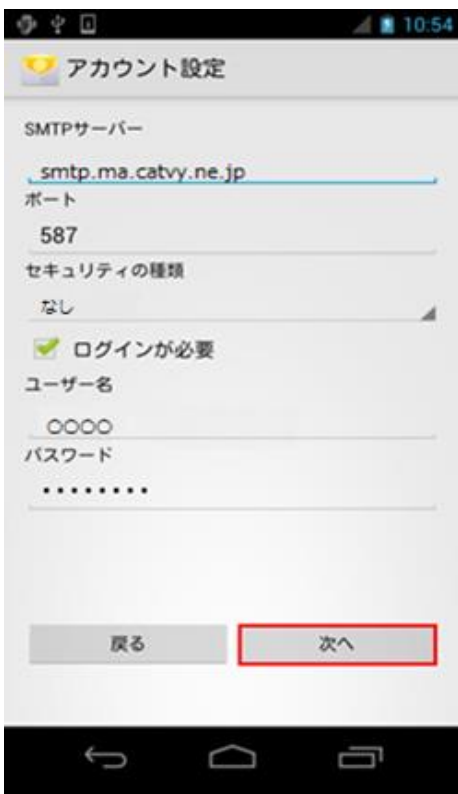 10:54
アカウント設定
SMTPサーバー
smtp.ma.catvy.ne.jp
ポート
587
セキュリティの種類
なし
ログインが必要
ユーザー名
○○○○
パスワード
••••••••
戻る
次へ